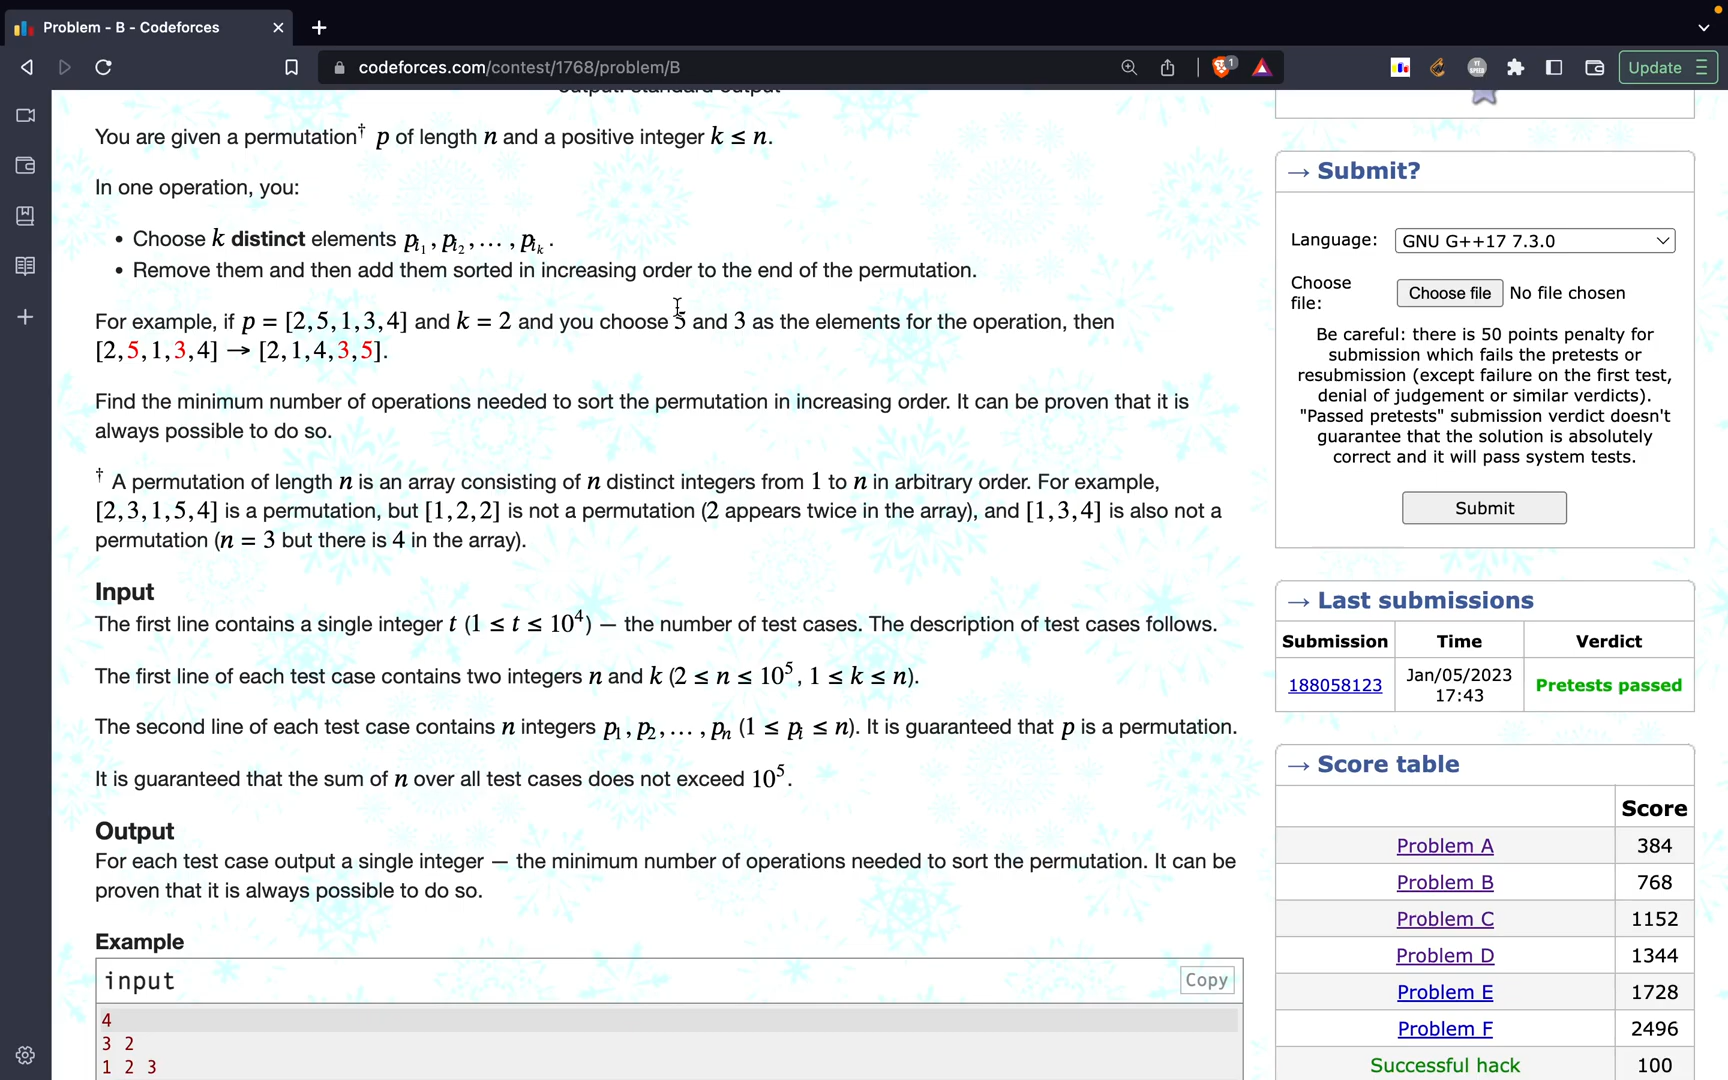 Problem - B - Codeforces
codeforces.com/contest/1768/problem/B
1
YT SPEED
Update
output: standard output
You are given a permutation† p of length n and a positive integer k ≤ n.
In one operation, you:
• Choose k distinct elements p_{i_1}, p_{i_2}, …, p_{i_k}.
• Remove them and then add them sorted in increasing order to the end of the permutation.
For example, if p = [2,5,1,3,4] and k = 2 and you choose 5 and 3 as the elements for the operation, then
[2,5,1,3,4] → [2,1,4,3,5].
Find the minimum number of operations needed to sort the permutation in increasing order. It can be proven that it is
always possible to do so.
† A permutation of length n is an array consisting of n distinct integers from 1 to n in arbitrary order. For example,
[2,3,1,5,4] is a permutation, but [1,2,2] is not a permutation (2 appears twice in the array), and [1,3,4] is also not a
permutation (n = 3 but there is 4 in the array).
Input
The first line contains a single integer t (1 ≤ t ≤ 10^4) — the number of test cases. The description of test cases follows.
The first line of each test case contains two integers n and k (2 ≤ n ≤ 10^5, 1 ≤ k ≤ n).
The second line of each test case contains n integers p_1, p_2, …, p_n (1 ≤ p_i ≤ n). It is guaranteed that p is a permutation.
It is guaranteed that the sum of n over all test cases does not exceed 10^5.
Output
For each test case output a single integer — the minimum number of operations needed to sort the permutation. It can be
proven that it is always possible to do so.
Example
input
Copy
4
3 2
1 2 3
→ Submit?
Language: GNU G++17 7.3.0
Choose
file:
Choose file No file chosen
Be careful: there is 50 points penalty for
submission which fails the pretests or
resubmission (except failure on the first test,
denial of judgement or similar verdicts).
"Passed pretests" submission verdict doesn't
guarantee that the solution is absolutely
correct and it will pass system tests.
Submit
→ Last submissions
Submission Time Verdict
188058123 Jan/05/2023 Pretests passed
17:43
→ Score table
Score
Problem A 384
Problem B 768
Problem C 1152
Problem D 1344
Problem E 1728
Problem F 2496
Successful hack 100